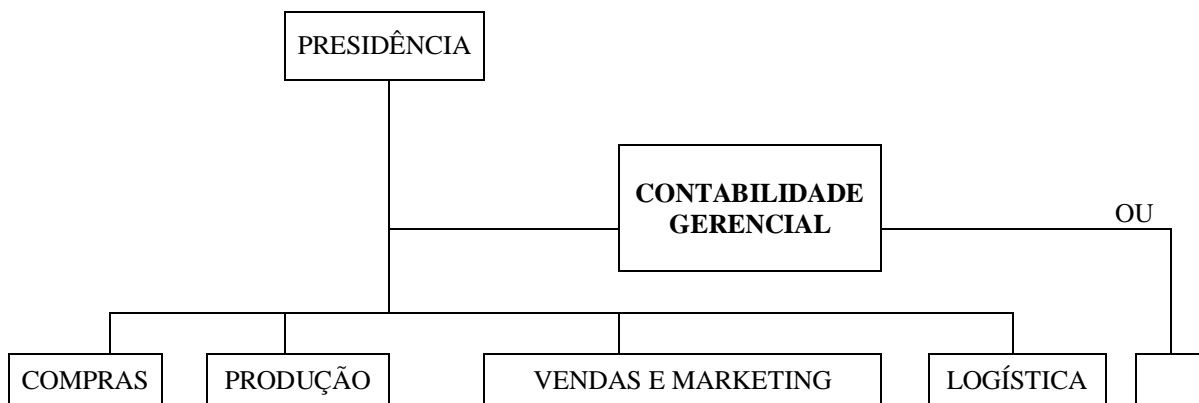 PRESIDÊNCIA
CONTABILIDADE
GERENCIAL
OU
COMPRAS
PRODUÇÃO
VENDAS E MARKETING
LOGÍSTICA